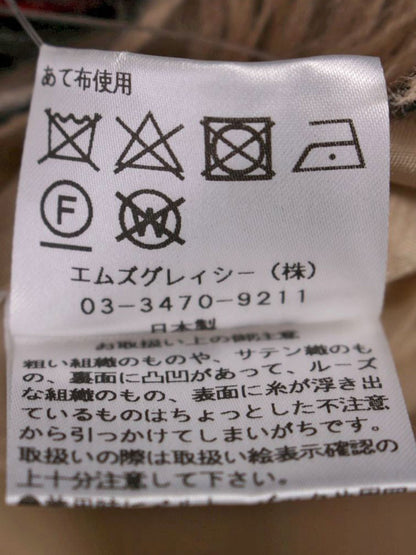 あて布使用
F
W
エムズグレイシー（株）
03-3470-9211
日本製
お取扱い上の御注意
粗い組織のものや、サテン織のも
の、裏面に凸凹があって、ルーズ
な組織のもの、表面に糸が浮き出
ているものはちょっとした不注意
から引っかけてしまいがちです。
取扱いの際は取扱い絵表示確認の
上十分注意して下さい。